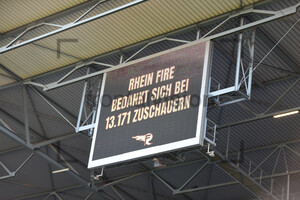 RHEIN FIRE
BEDANKT SICH BEI
13.171 ZUSCHAUERN